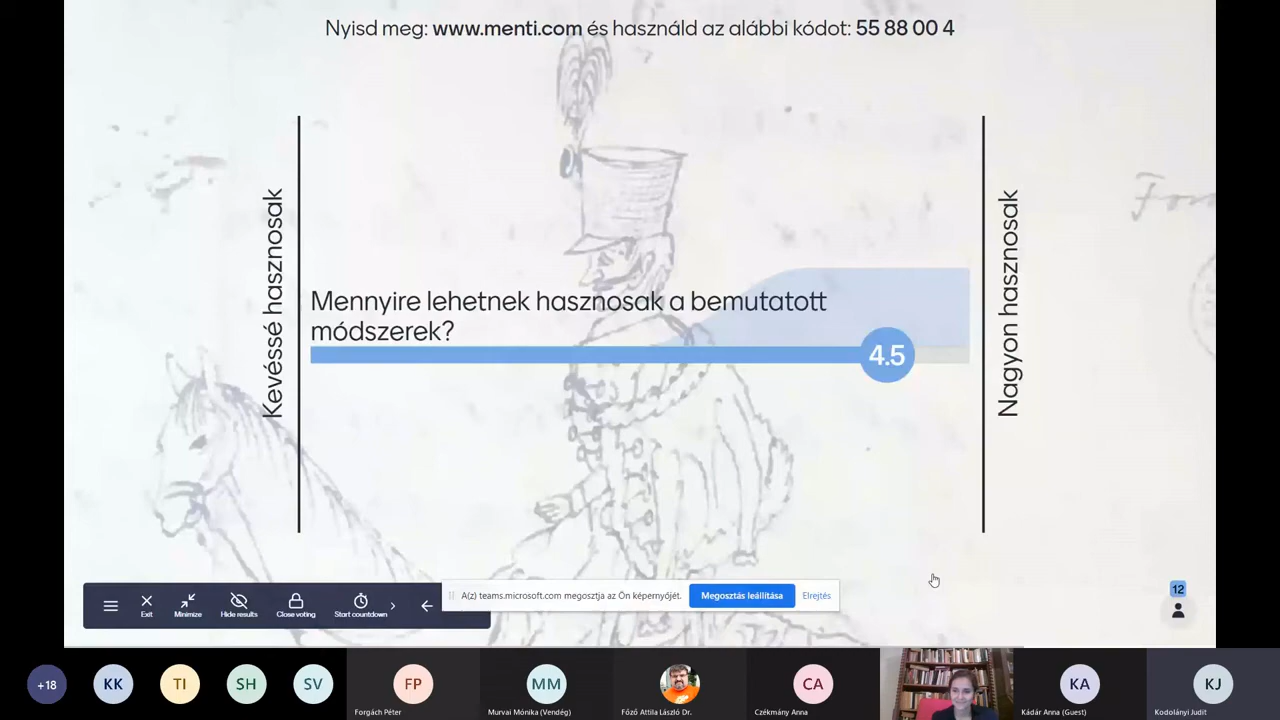 Nyisd meg: www.menti.com és használd az alábbi kódot: 55 88 00 4
Kevéssé hasznosak
Mennyire lehetnek hasznosak a bemutatott
módszerek?
4.5
Nagyon hasznosak
Exit
Minimize
Hide results
Close voting
Start countdown
A(z) teams.microsoft.com megosztja az Ön képernyőjét.
Megosztás leállítása
Elrejtés
12
+18
KK
TI
SH
SV
FP
Forgách Péter
MM
Murvai Mónika (Vendég)
Főző Attila László Dr.
CA
Czékmány Anna
KA
Kádár Anna (Guest)
KJ
Kodolányi Judit